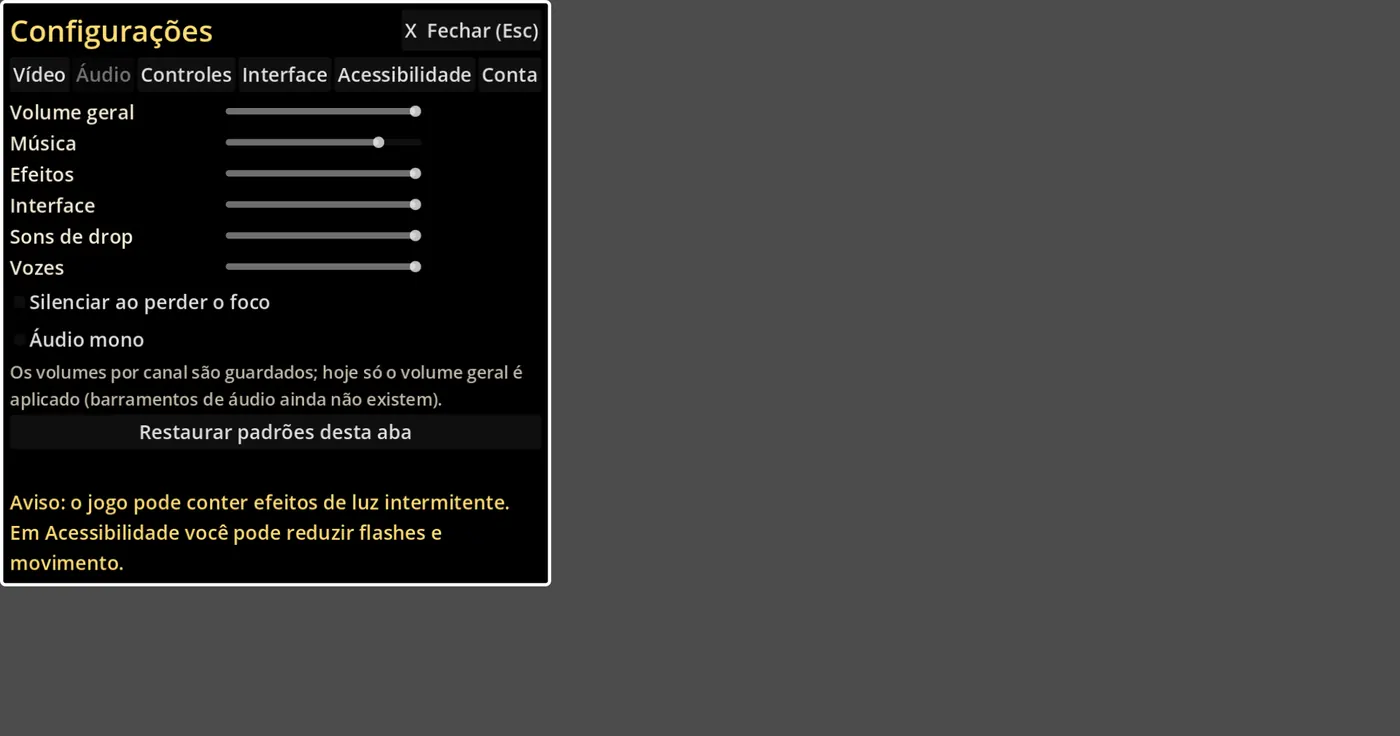 Configurações
X Fechar (Esc)
Vídeo Áudio Controles Interface Acessibilidade Conta
Volume geral
Música
Efeitos
Interface
Sons de drop
Vozes
Silenciar ao perder o foco
Áudio mono
Os volumes por canal são guardados; hoje só o volume geral é
aplicado (barramentos de áudio ainda não existem).
Restaurar padrões desta aba
Aviso: o jogo pode conter efeitos de luz intermitente.
Em Acessibilidade você pode reduzir flashes e
movimento.